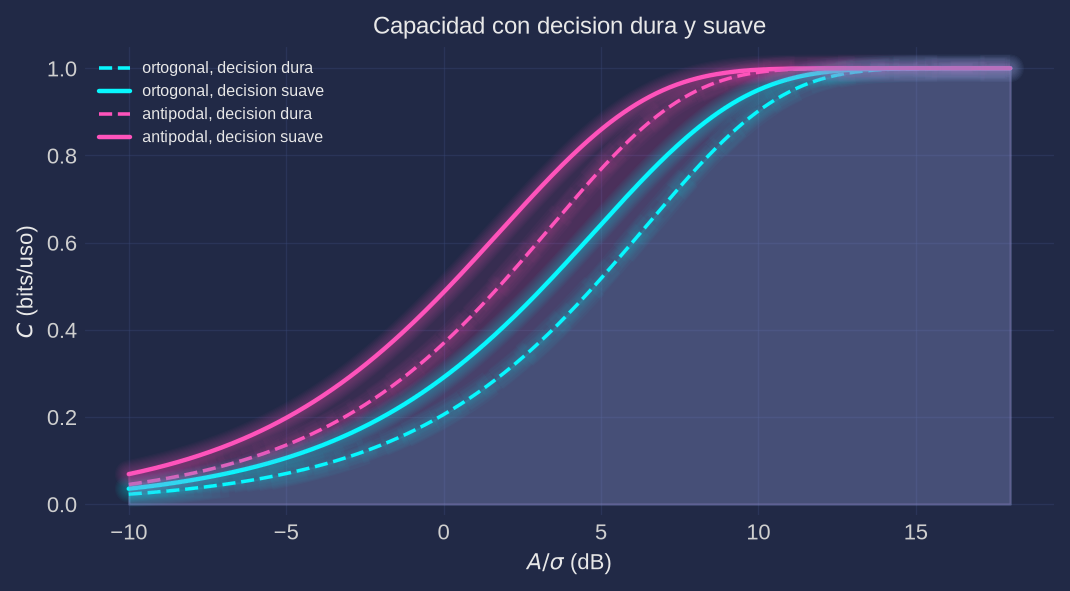 Capacidad con decision dura y suave
ortogonal, decision dura
ortogonal, decision suave
antipodal, decision dura
antipodal, decision suave
C (bits/uso)
1.0
0.8
0.6
0.4
0.2
0.0
−10 −5 0 5 10 15
A/σ (dB)